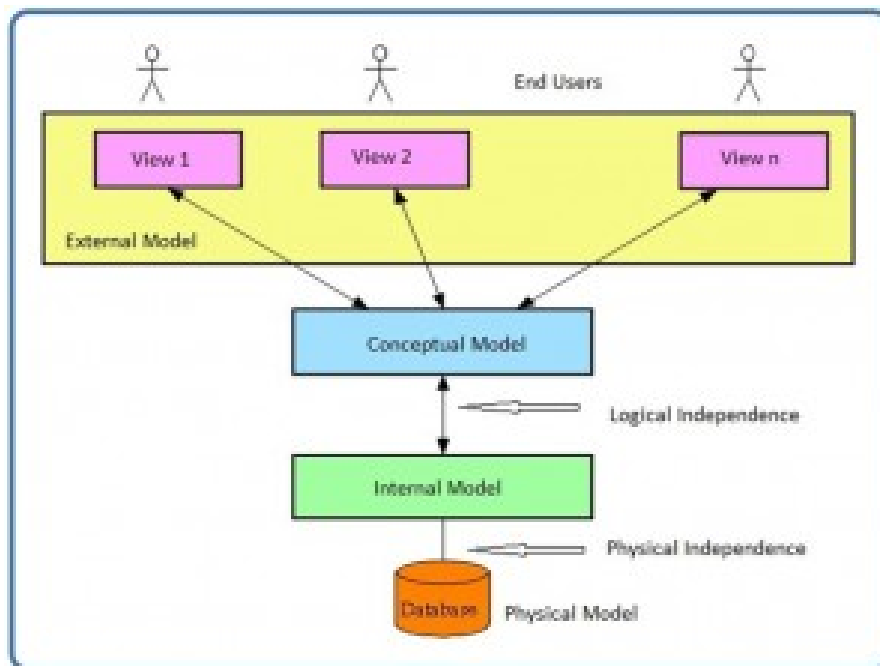 End Users
View 1
View 2
View n
External Model
Conceptual Model
Logical Independence
Internal Model
Physical Independence
Database
Physical Model